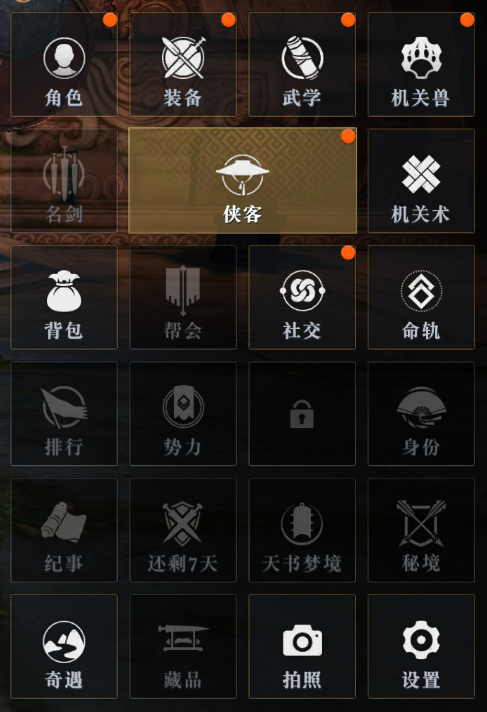 角色
装备
武学
机关兽
名剑
侠客
机关术
背包
帮会
社交
命轨
排行
势力
身份
纪事
还剩7天
天书梦境
秘境
奇遇
藏品
拍照
设置